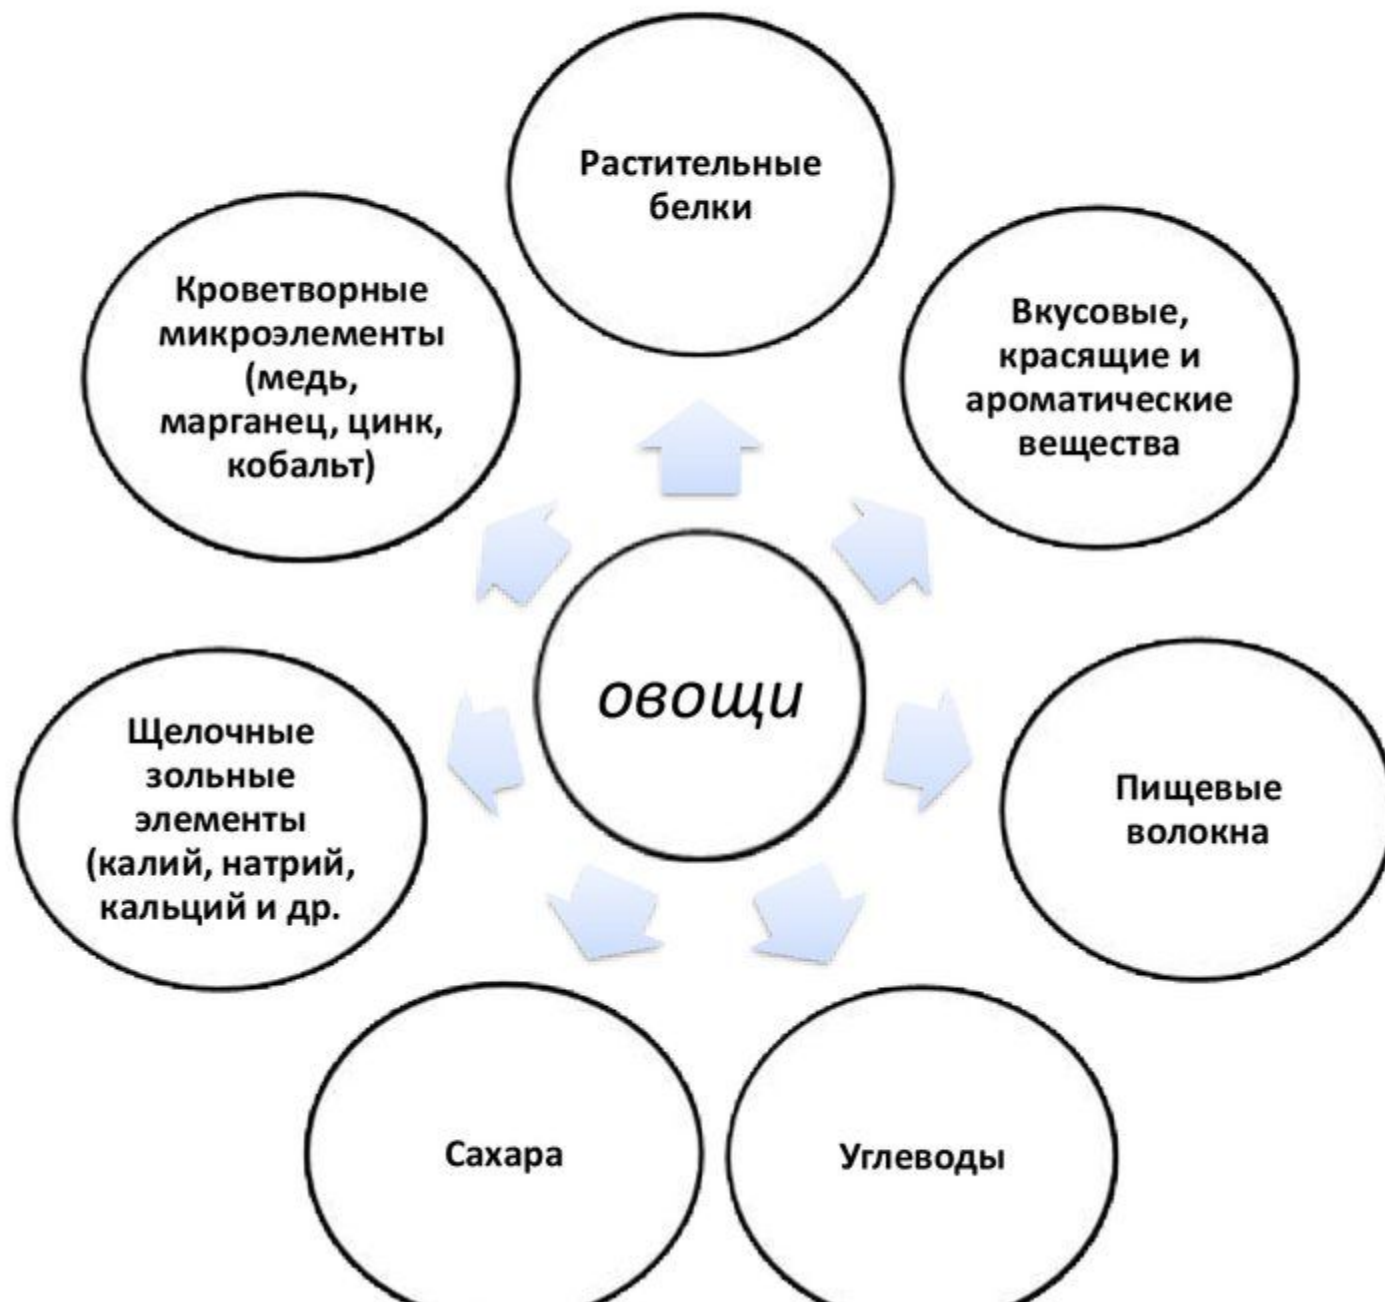 Растительные
белки
Вкусовые,
красящие и
ароматические
вещества
Пищевые
волокна
Углеводы
Сахара
Щелочные
зольные
элементы
(калий, натрий,
кальций и др.
Кроветворные
микроэлементы
(медь,
марганец, цинк,
кобальт)
овощи